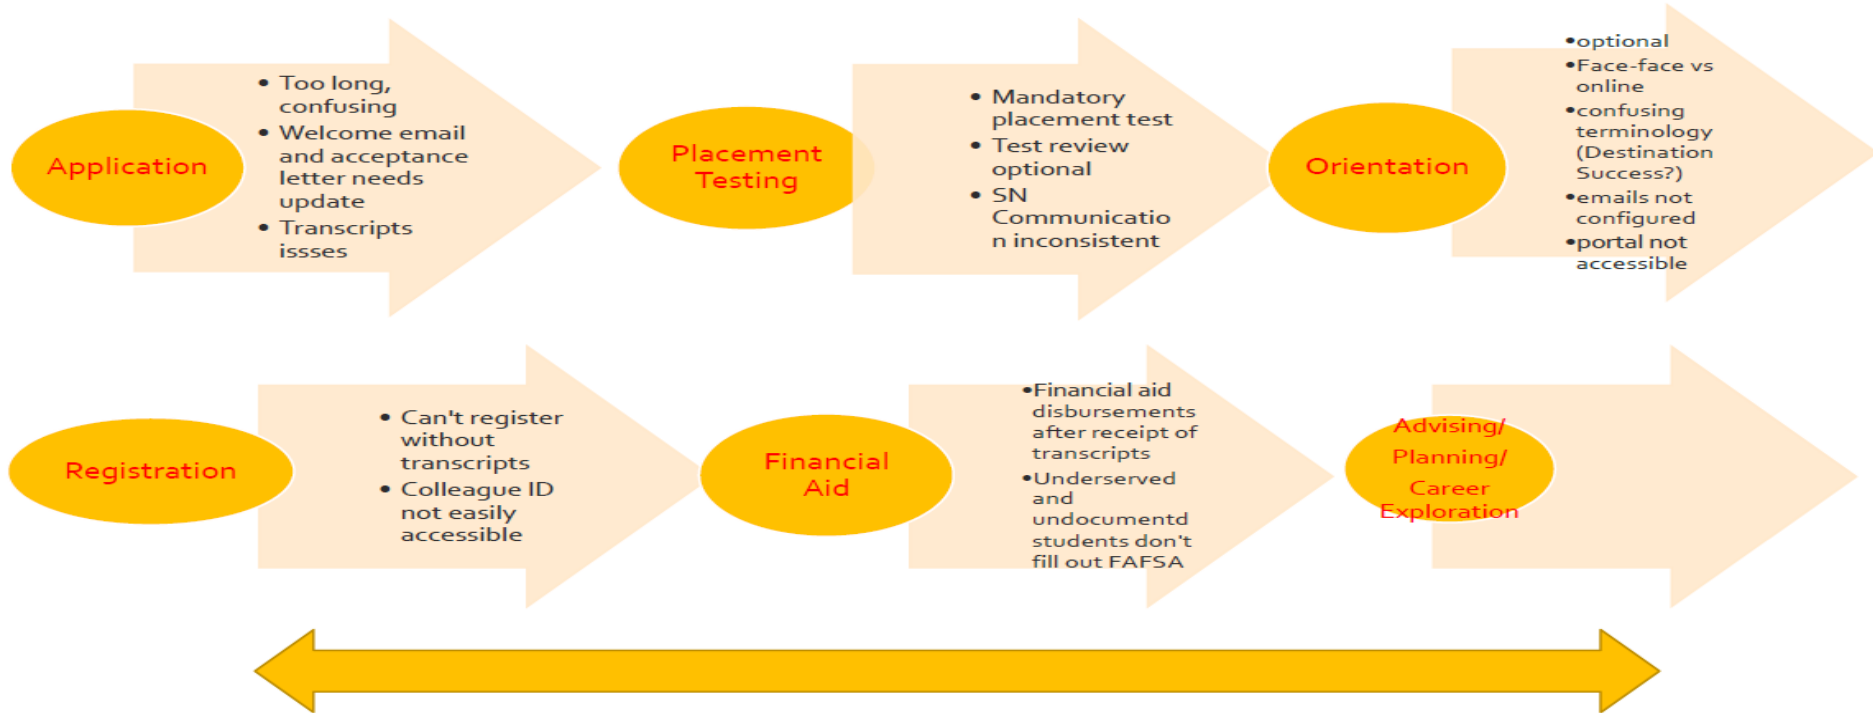 Application
• Too long,
confusing
• Welcome email
and acceptance
letter needs
update
• Transcripts
issses
Placement
Testing
• Mandatory
placement test
• Test review
optional
• SN
Communicatio
n inconsistent
Orientation
•optional
•Face-face vs
online
•confusing
terminology
(Destination
Success?)
•emails not
configured
•portal not
accessible
Registration
• Can't register
without
transcripts
• Colleague ID
not easily
accessible
Financial
Aid
•Financial aid
disbursements
after receipt of
transcripts
•Underserved
and
undocumentd
students don't
fill out FAFSA
Advising/
Planning/
Career
Exploration